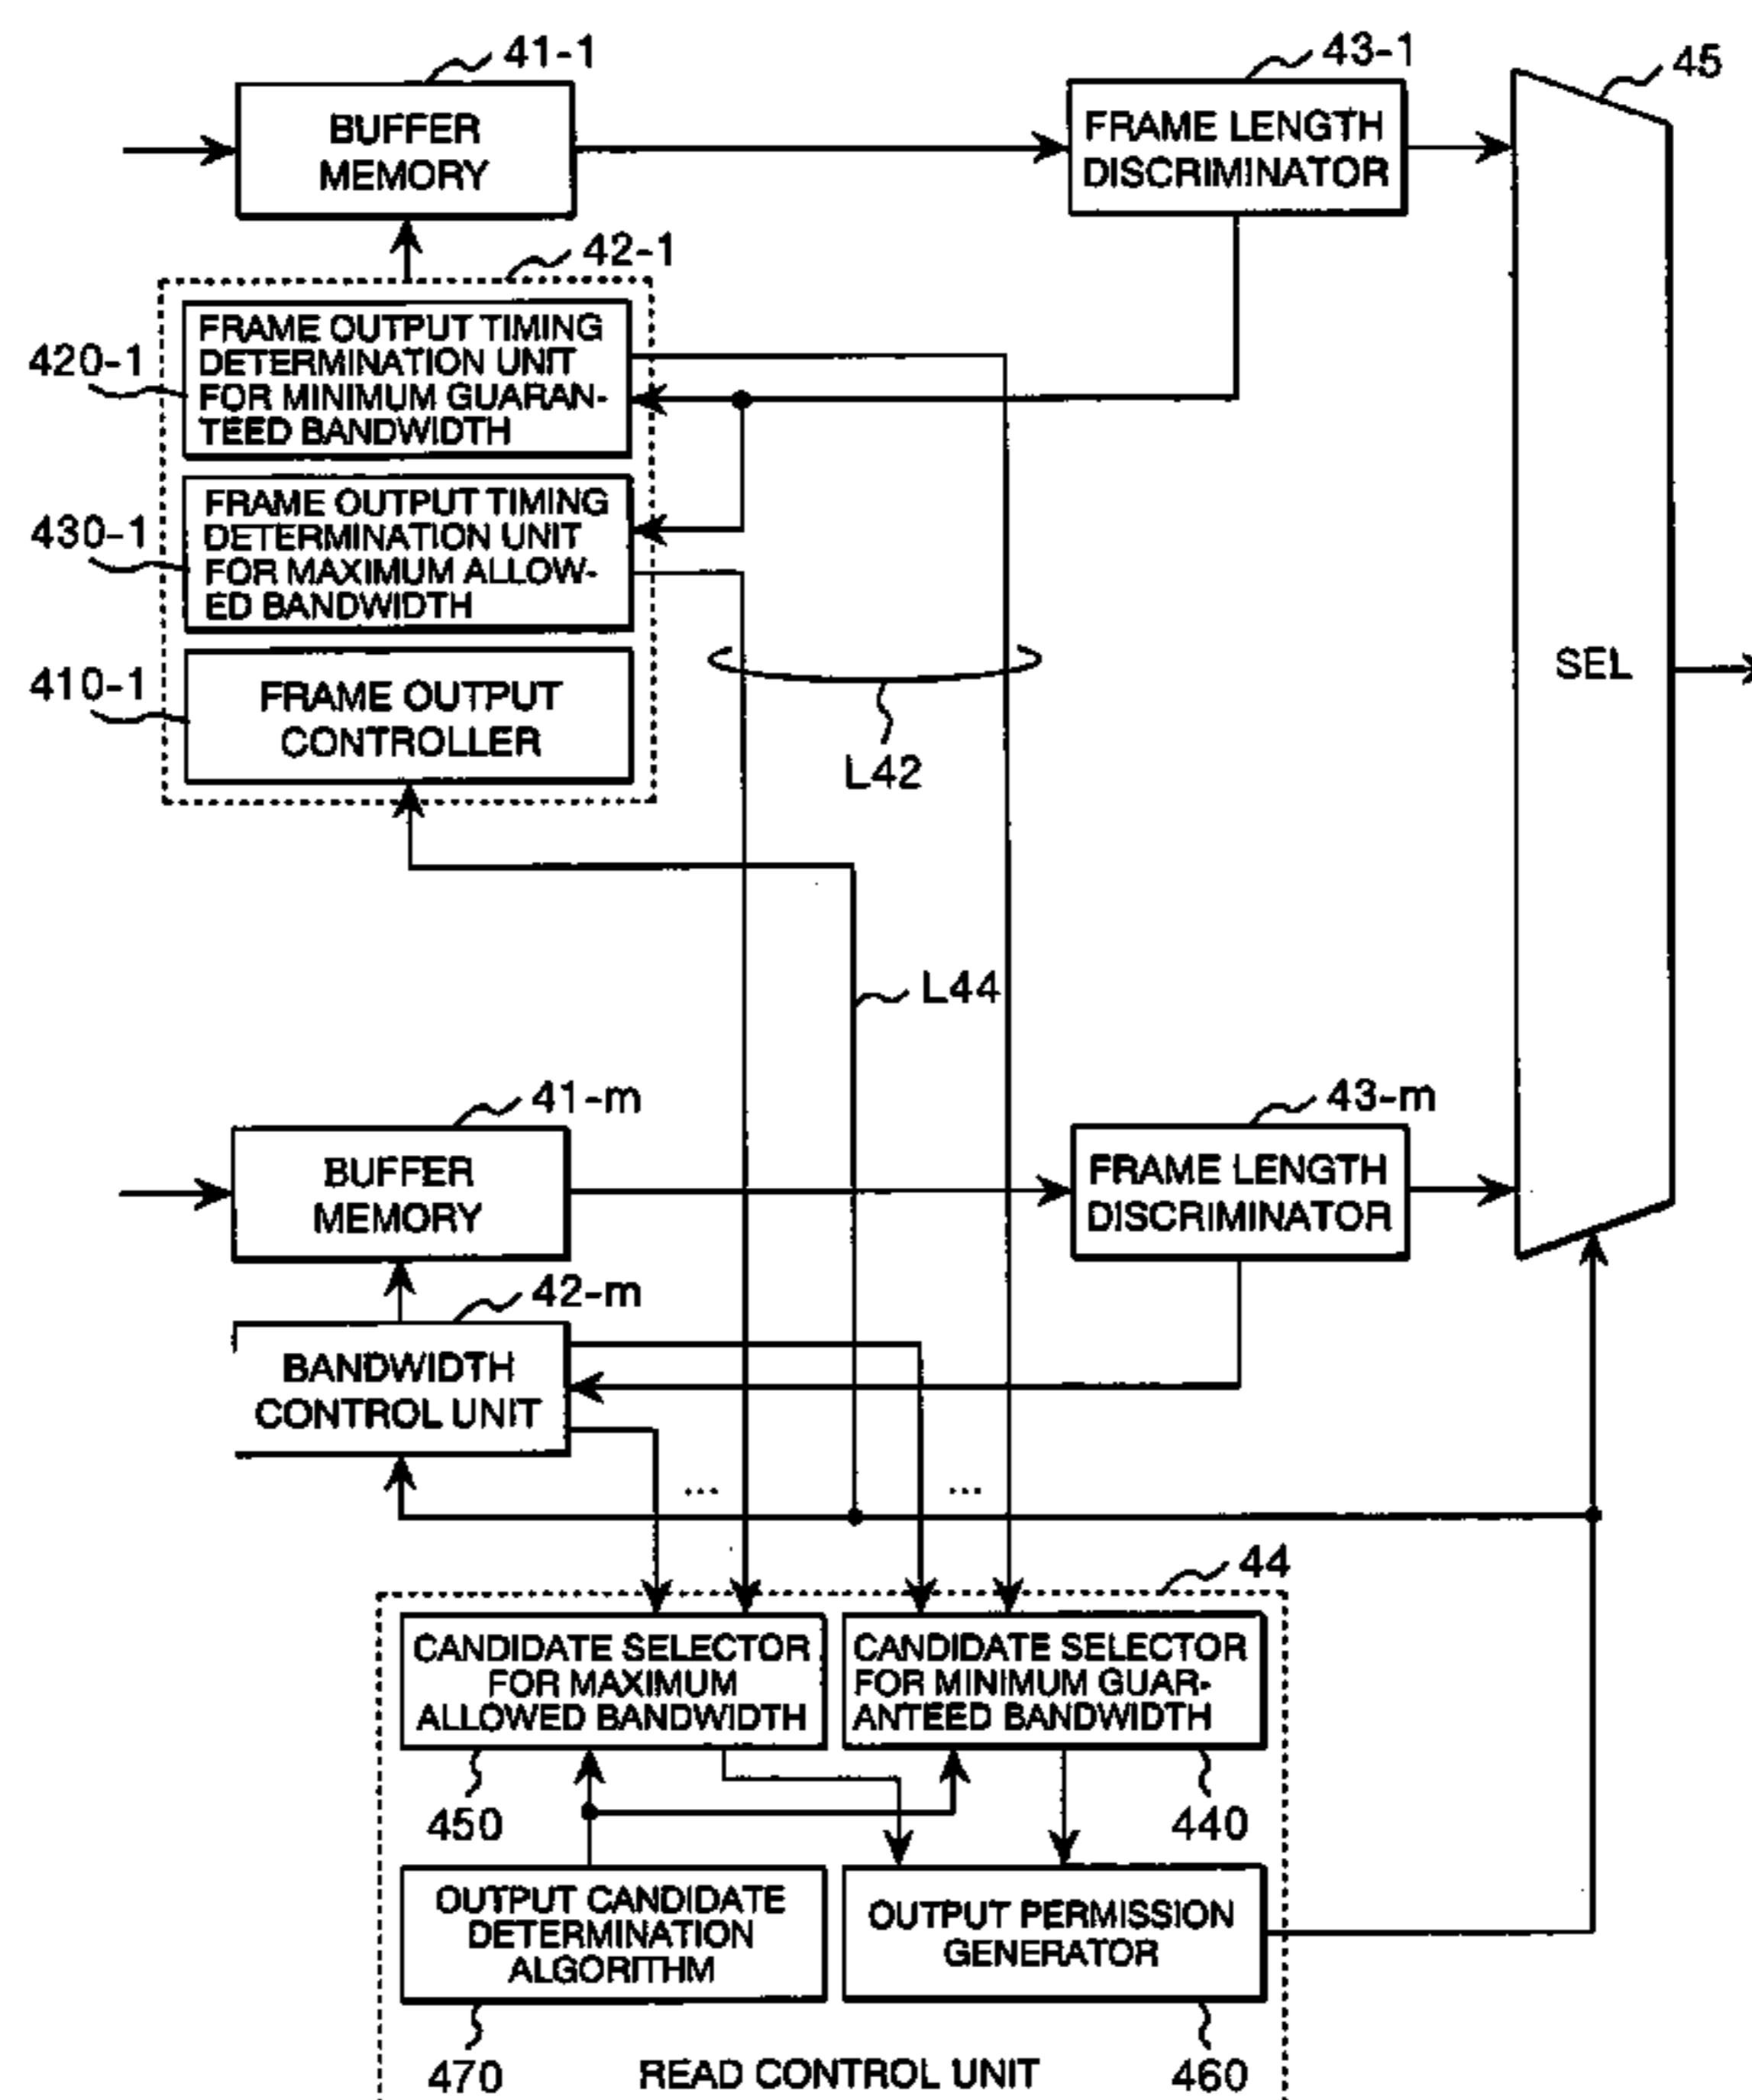 41-1
43-1
45
BUFFER
MEMORY
FRAME LENGTH
DISCRIMINATOR
42-1
420-1
FRAME OUTPUT TIMING
DETERMINATION UNIT
FOR MINIMUM GUARAN-
TEED BANDWIDTH
430-1
FRAME OUTPUT TIMING
DETERMINATION UNIT
FOR MAXIMUM ALLOW-
ED BANDWIDTH
410-1
FRAME OUTPUT
CONTROLLER
SEL
L42
L44
41-m
43-m
BUFFER
MEMORY
FRAME LENGTH
DISCRIMINATOR
42-m
BANDWIDTH
CONTROL UNIT
...
...
44
CANDIDATE SELECTOR
FOR MAXIMUM
ALLOWED BANDWIDTH
CANDIDATE SELECTOR
FOR MINIMUM GUAR-
ANTEED BANDWIDTH
450
440
OUTPUT CANDIDATE
DETERMINATION
ALGORITHM
OUTPUT PERMISSION
GENERATOR
470
READ CONTROL UNIT
460